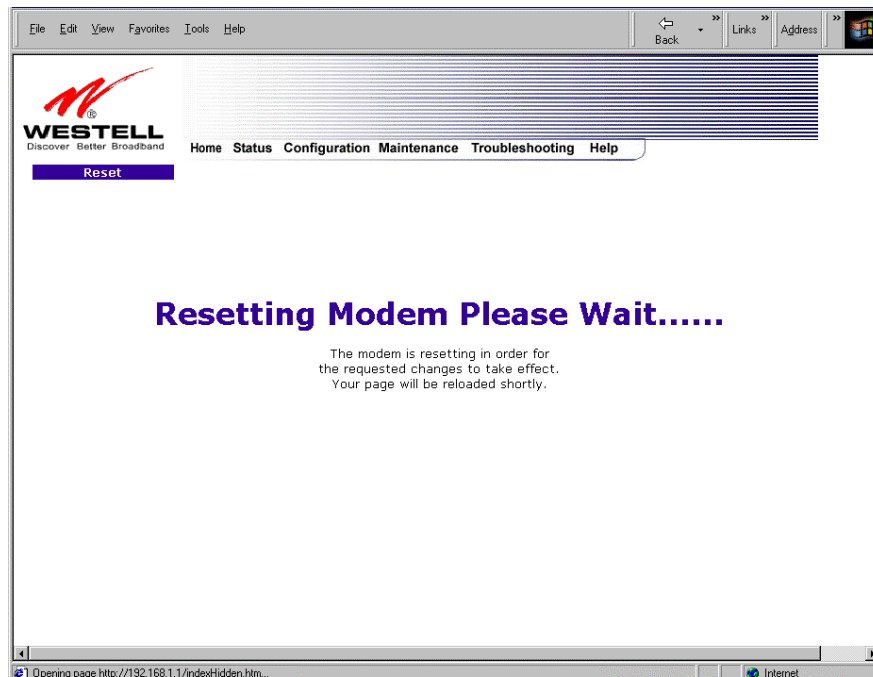 File Edit View Favorites Tools Help
Back
Links
Address
®
WESTELL
Discover Better Broadband
Home Status Configuration Maintenance Troubleshooting Help
Reset
Resetting Modem Please Wait......
The modem is resetting in order for
the requested changes to take effect.
Your page will be reloaded shortly.
Opening page http://192.168.1.1/indexHidden.htm...
Internet